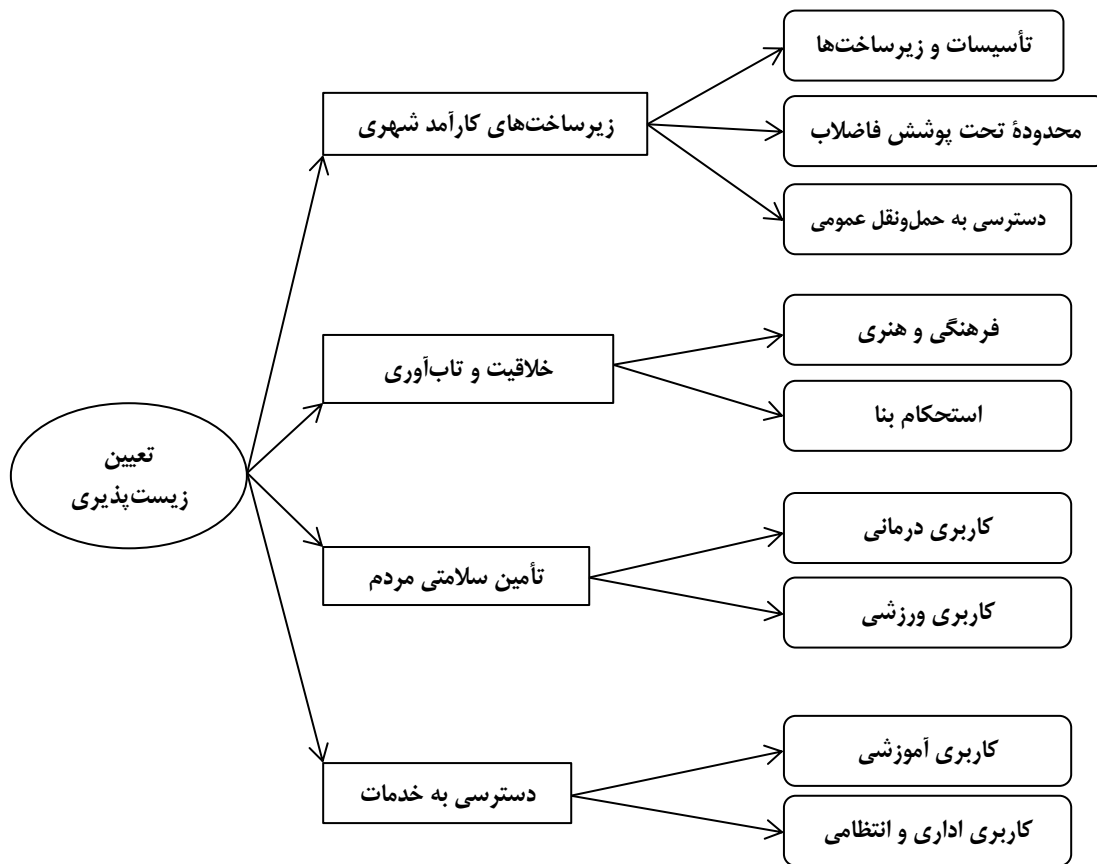 تأسیسات و زیرساخت‌ها
زیرساخت‌های کارآمد شهری
محدودهٔ تحت پوشش فاضلاب
دسترسی به حمل‌ونقل عمومی
فرهنگی و هنری
خلاقیت و تاب‌آوری
استحکام بنا
تعیین
زیست‌پذیری
کاربری درمانی
تأمین سلامتی مردم
کاربری ورزشی
کاربری آموزشی
دسترسی به خدمات
کاربری اداری و انتظامی